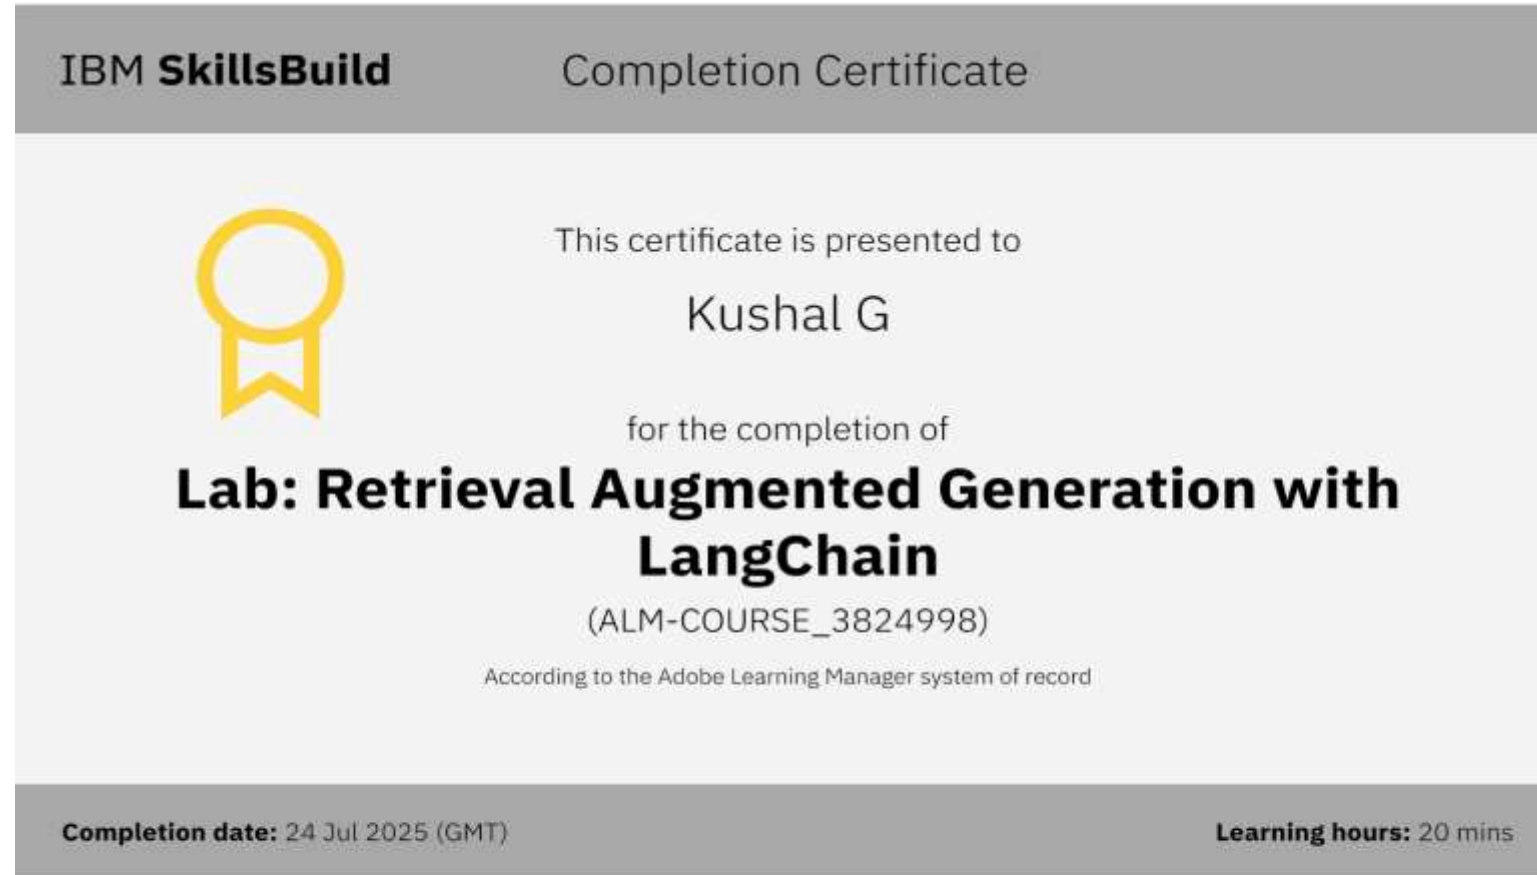 IBM SkillsBuild
Completion Certificate
This certificate is presented to
Kushal G
for the completion of
Lab: Retrieval Augmented Generation with
LangChain
(ALM-COURSE_3824998)
According to the Adobe Learning Manager system of record
Completion date: 24 Jul 2025 (GMT)
Learning hours: 20 mins